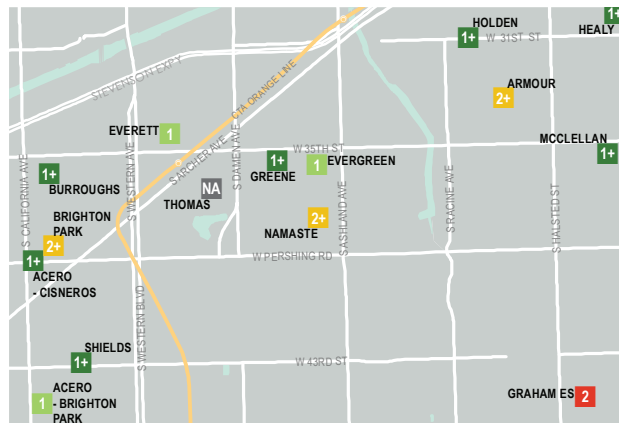 HOLDEN
1+
W 31ST ST
HEALY
1+
STEVENSON EXPY
ARMOUR
2+
CTA ORANGE LINE
EVERETT
1
S ARCHER AVE
S DAMEN AVE
W 35TH ST
MCCLELLAN
1+
1+
GREENE
1
EVERGREEN
1+
BURROUGHS
S WESTERN AVE
NA
THOMAS
S CALIFORNIA AVE
BRIGHTON
PARK
2+
2+
NAMASTE
S ASHLAND AVE
S RACINE AVE
S HALSTED ST
W PERSHING RD
1+
ACERO
- CISNEROS
S WESTERN BLVD
SHIELDS
1+
W 43RD ST
ACERO
- BRIGHTON
PARK
1
GRAHAM ES
2